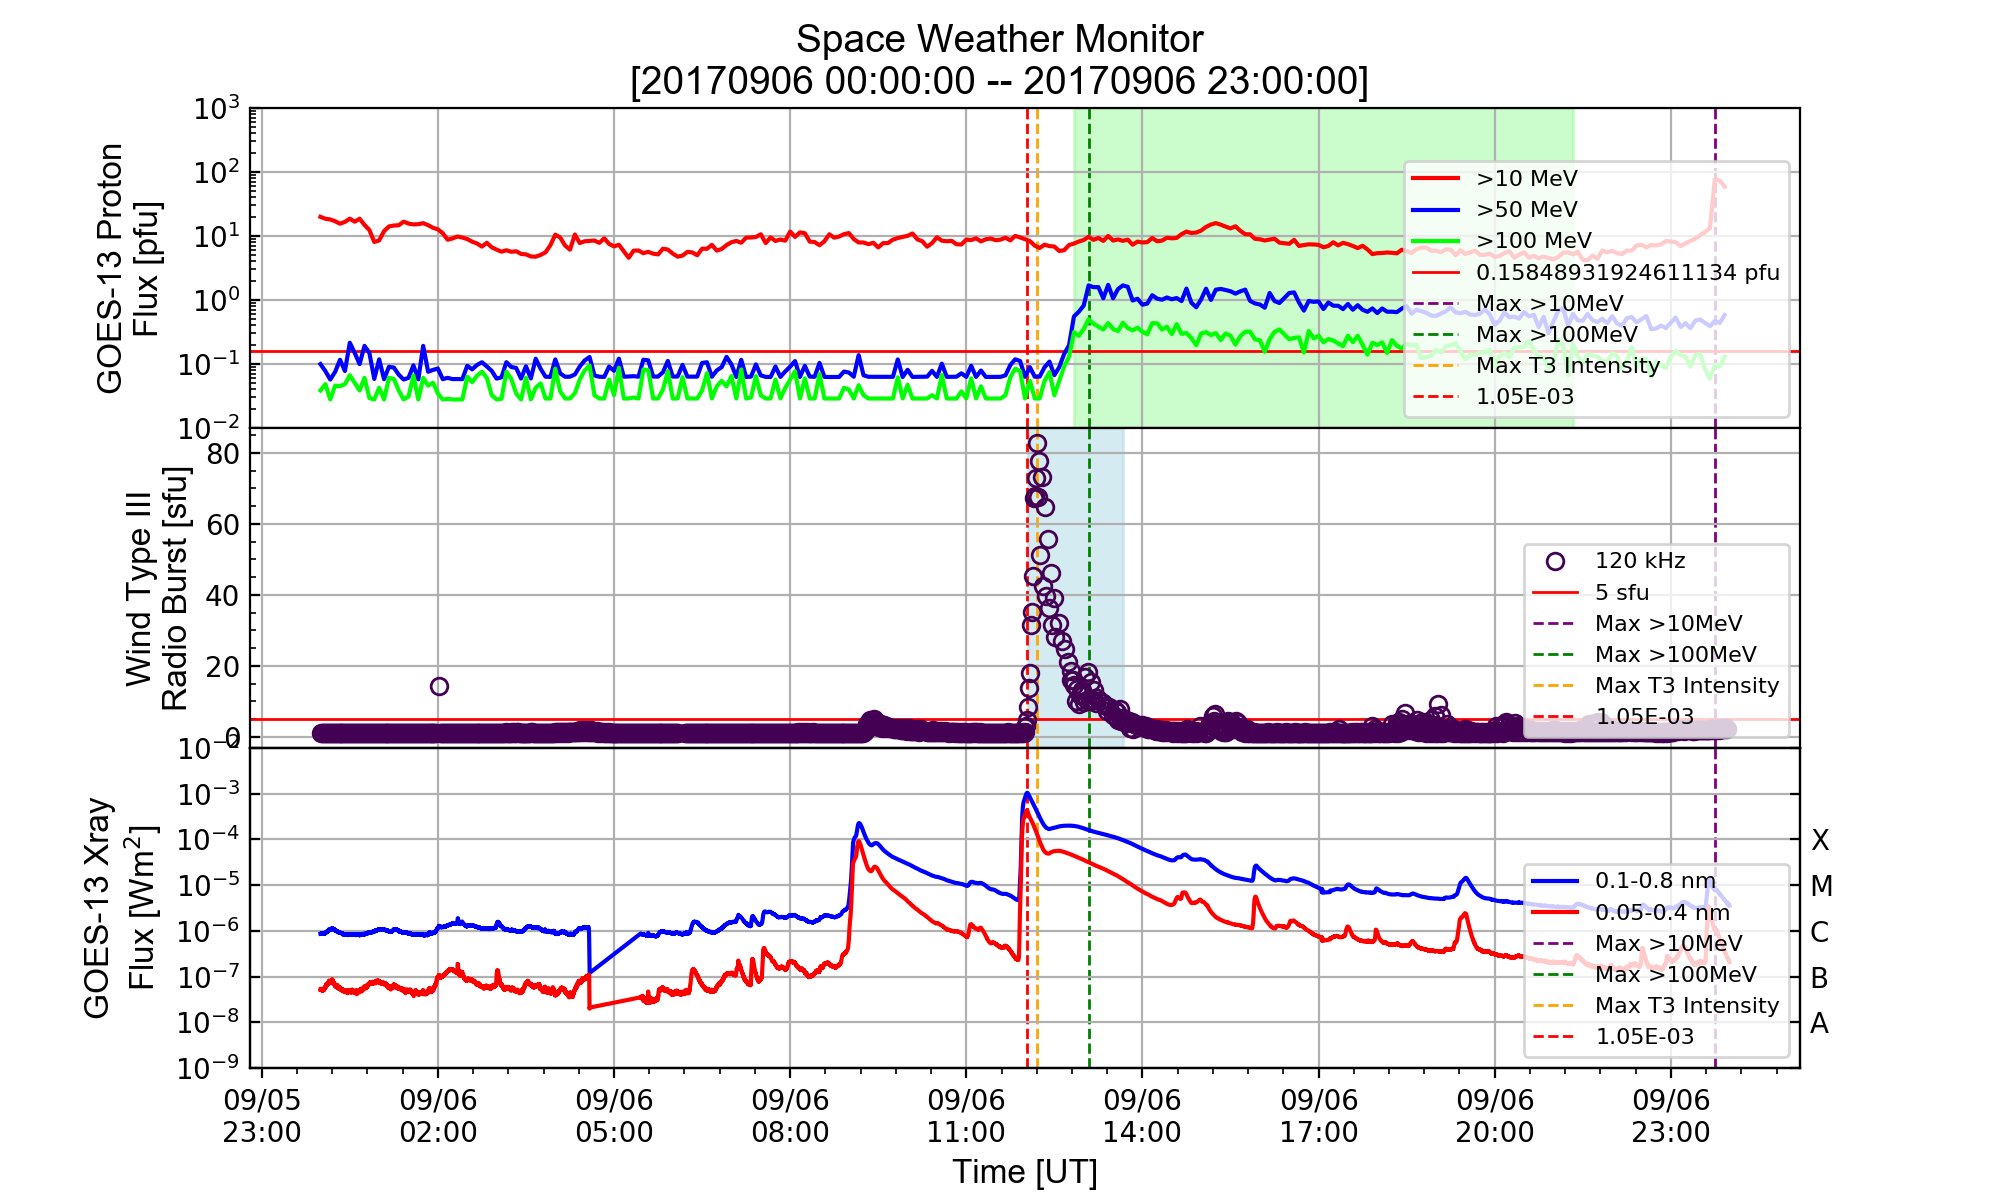 Space Weather Monitor
[20170906 00:00:00 -- 20170906 23:00:00]
GOES-13 Proton
Flux [pfu]
10³
10²
10¹
10⁰
10⁻¹
10⁻²
>10 MeV
>50 MeV
>100 MeV
0.15848931924611134 pfu
Max >10MeV
Max >100MeV
Max T3 Intensity
1.05E-03
Wind Type III
Radio Burst [sfu]
80
60
40
20
0
120 kHz
5 sfu
Max >10MeV
Max >100MeV
Max T3 Intensity
1.05E-03
GOES-13 Xray
Flux [Wm²]
10⁻²
10⁻³
10⁻⁴
10⁻⁵
10⁻⁶
10⁻⁷
10⁻⁸
10⁻⁹
X
M
C
B
A
0.1-0.8 nm
0.05-0.4 nm
Max >10MeV
Max >100MeV
Max T3 Intensity
1.05E-03
09/05 09/06 09/06 09/06 09/06 09/06 09/06 09/06 09/06
23:00 02:00 05:00 08:00 11:00 14:00 17:00 20:00 23:00
Time [UT]